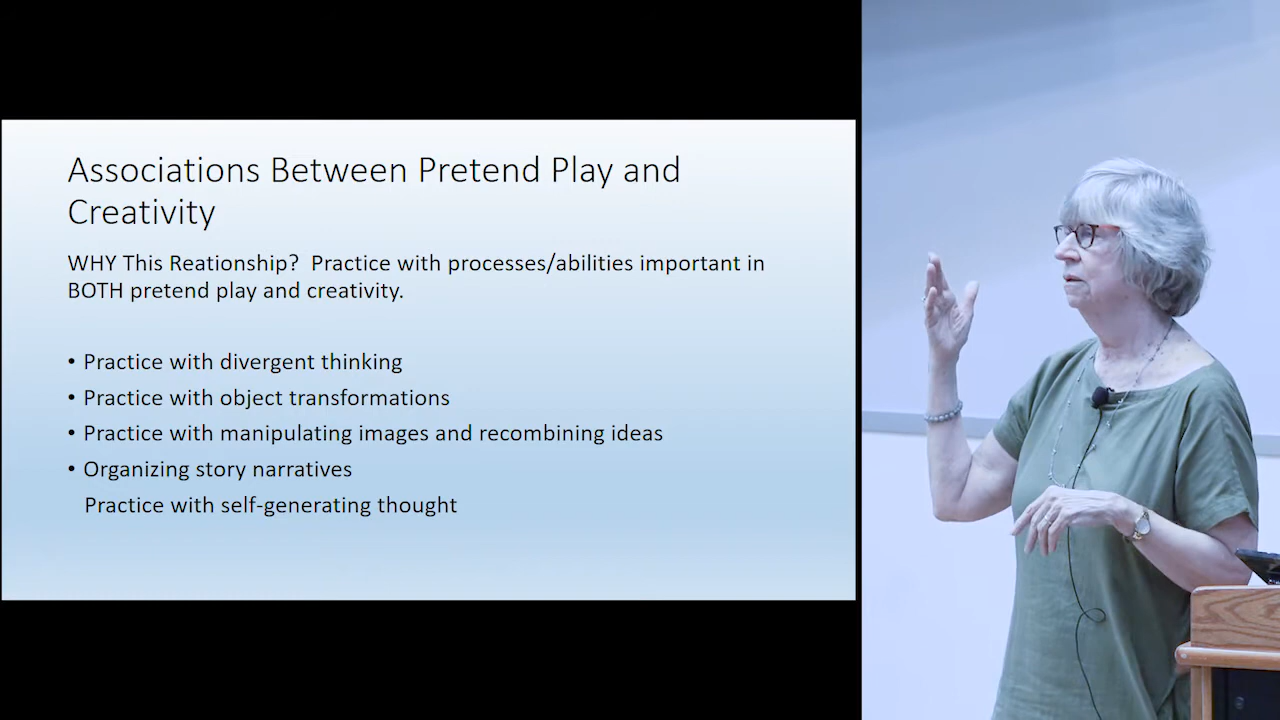 Associations Between Pretend Play and
Creativity
WHY This Reationship?  Practice with processes/abilities important in
BOTH pretend play and creativity.
• Practice with divergent thinking
• Practice with object transformations
• Practice with manipulating images and recombining ideas
• Organizing story narratives
Practice with self-generating thought